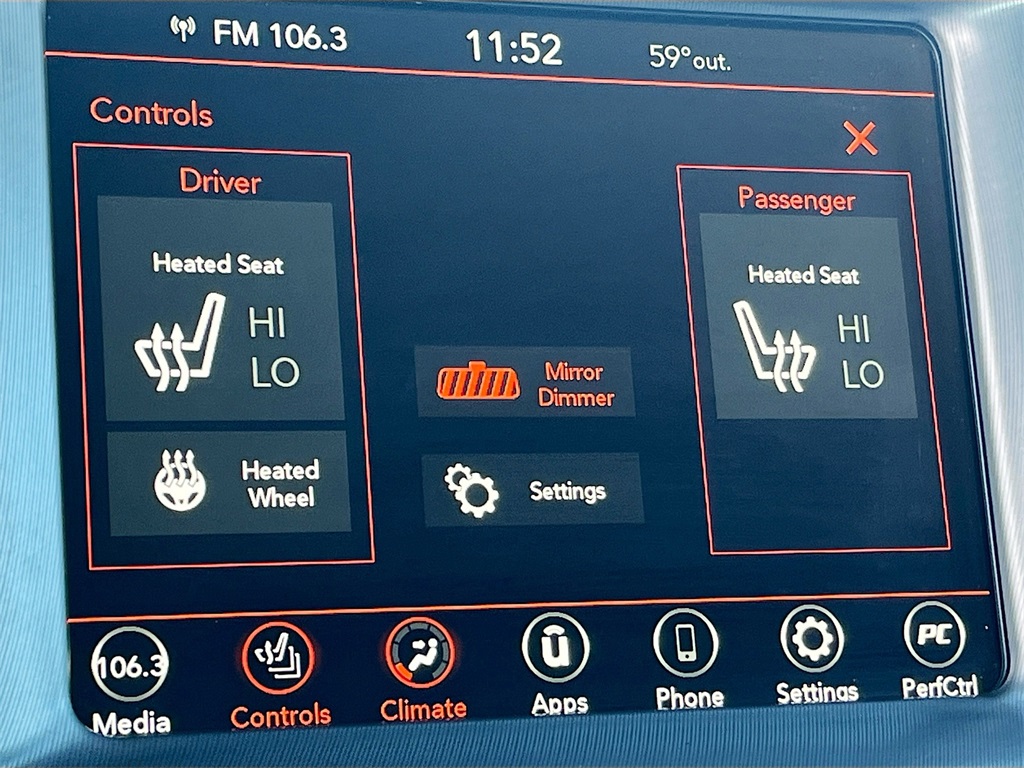 FM 106.3 11:52 59° out.
Controls
Driver
Heated Seat
HI
LO
Heated
Wheel
Mirror
Dimmer
Settings
Passenger
Heated Seat
HI
LO
106.3
Media
Controls
Climate
u
Apps
Phone
Settings
PC
PerfCtrl